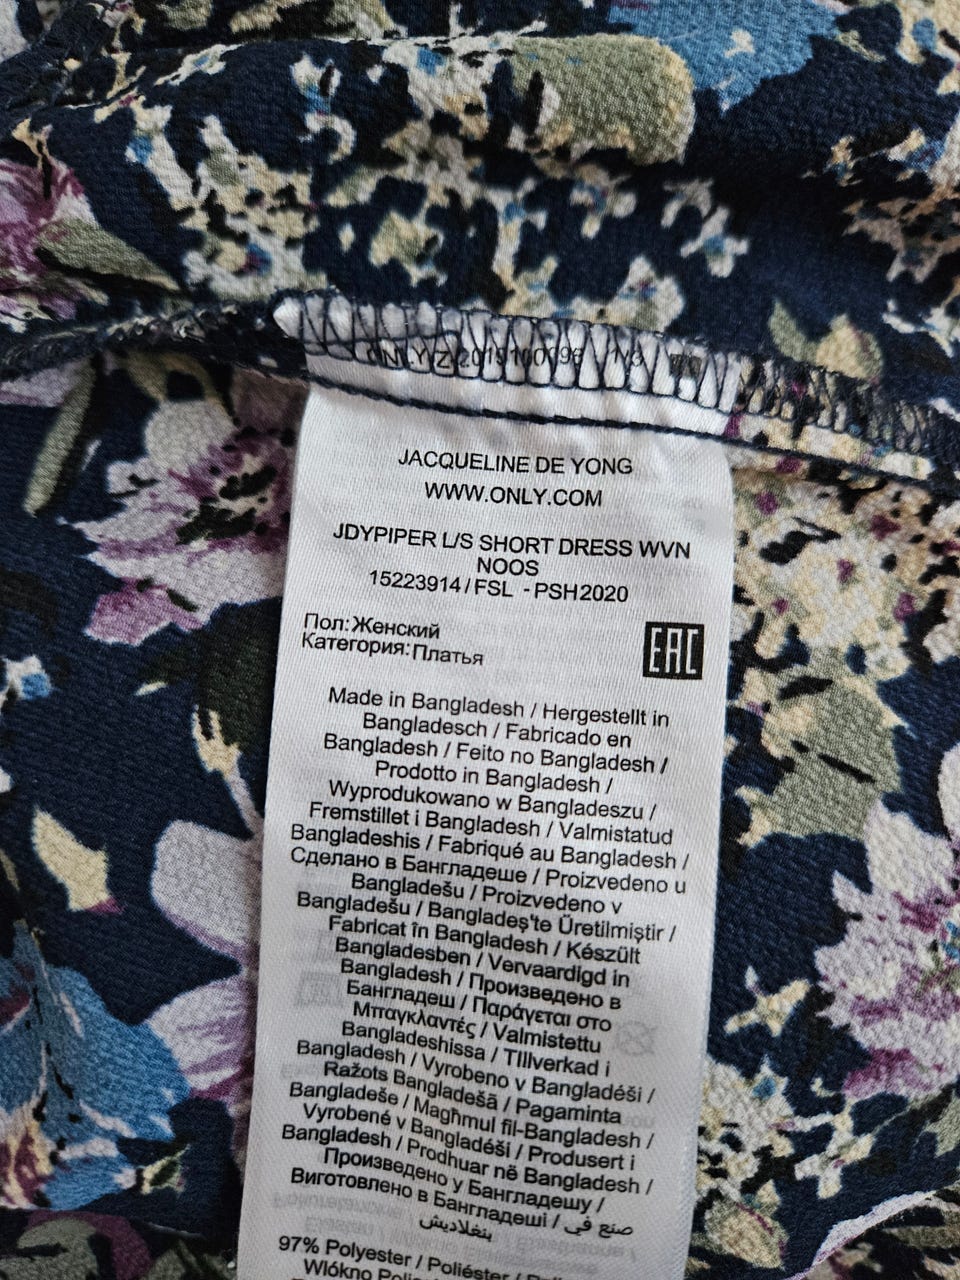 JACQUELINE DE YONG
WWW.ONLY.COM
JDYPIPER L/S SHORT DRESS WVN
NOOS
15223914/FSL - PSH2020
Пол:Женский
Категория:Платья
EAC
Made in Bangladesh / Hergestellt in
Bangladesch / Fabricado en
Bangladesh / Feito no Bangladesh /
Prodotto in Bangladesh /
Wyprodukowano w Bangladeszu /
Fremstillet i Bangladesh / Valmistatud
Bangladeshis / Fabriqué au Bangladesh /
Сделано в Бангладеше / Proizvedeno u
Bangladešu / Proizvedeno v
Bangladešu / Bangladeş'te Üretilmiştir /
Fabricat în Bangladesh / Készült
Bangladesben / Vervaardigd in
Bangladesh / Произведено в
Бангладеш / Παράγεται στο
Μπαγκλαντές / Valmistettu
Bangladeshissa / TIllverkad i
Bangladesh / Vyrobeno v Bangladéši /
Ražots Bangladešā / Pagaminta
Bangladeše / Magħmul fil-Bangladesh /
Vyrobené v Bangladéši / Produsert i
Bangladesh / Prodhuar në Bangladesh /
Произведено у Бангладешу /
Виготовлено в Бангладеші / صنع في
بنغلاديش
97% Polyester / Poliéster /
Włókno